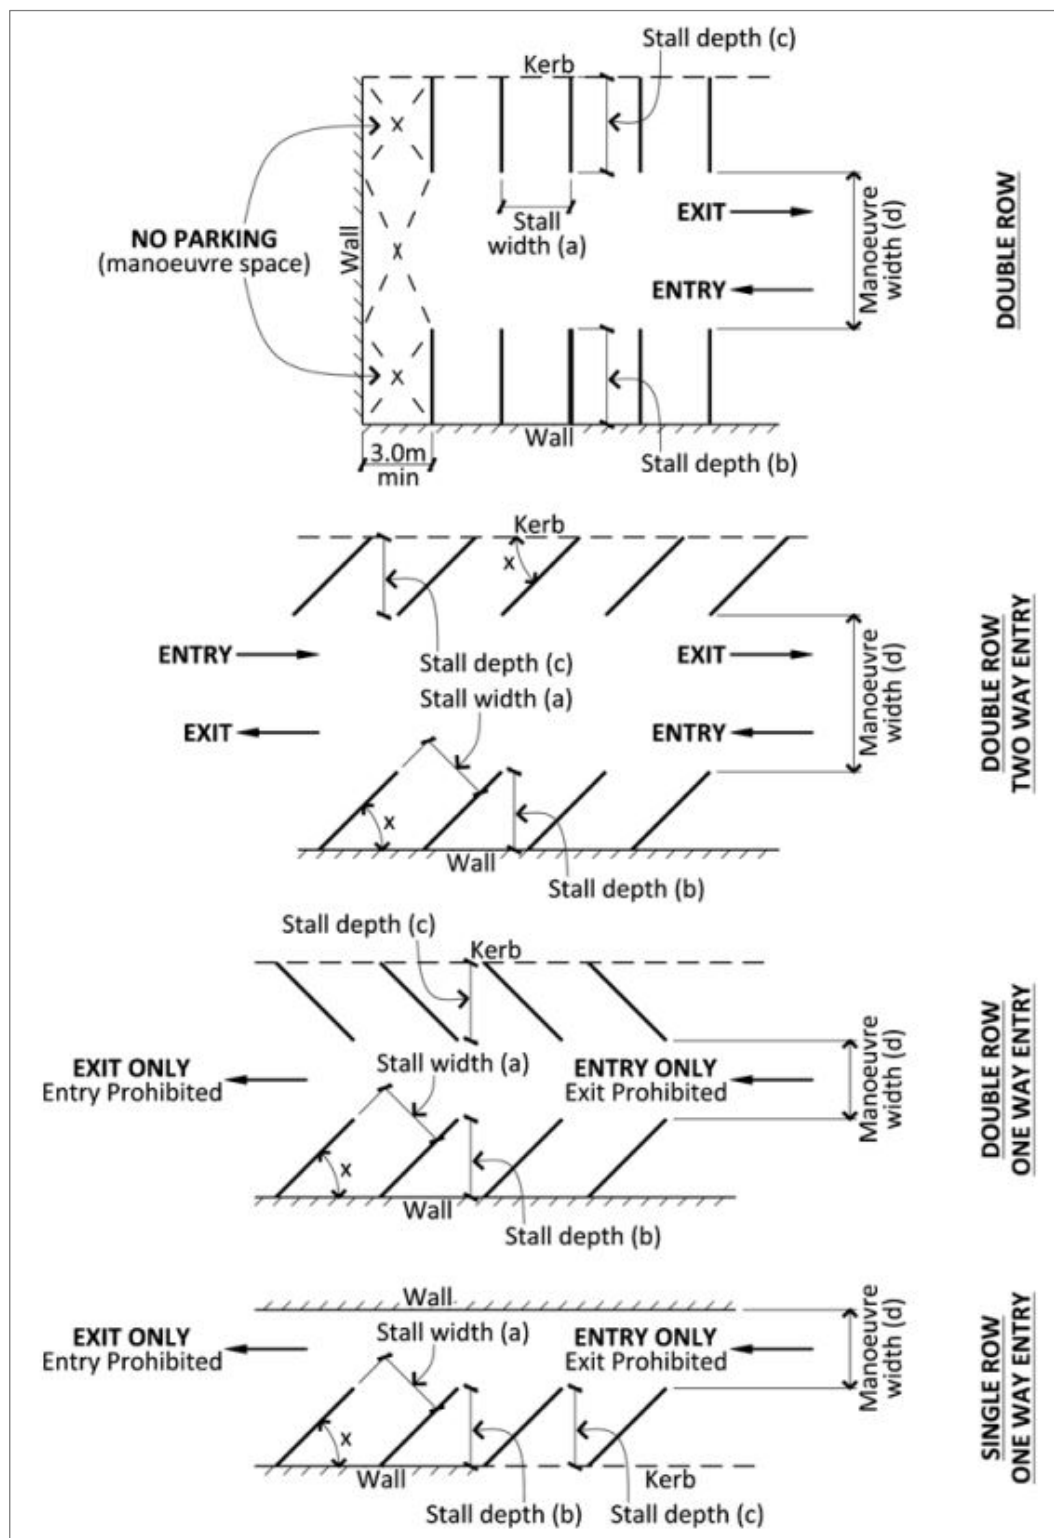 Stall depth (c)
Kerb
X
EXIT
Stall
width (a)
NO PARKING
(manoeuvre space)
Wall
X
ENTRY
Manoeuvre
width (d)
DOUBLE ROW
X
Wall
3.0m
min
Stall depth (b)
Kerb
x
ENTRY
Stall depth (c)
EXIT
Stall width (a)
EXIT
ENTRY
Manoeuvre
width (d)
DOUBLE ROW
TWO WAY ENTRY
x
Wall
Stall depth (b)
Stall depth (c)
Kerb
EXIT ONLY
Entry Prohibited
Stall width (a)
ENTRY ONLY
Exit Prohibited
Manoeuvre
width (d)
DOUBLE ROW
ONE WAY ENTRY
x
Wall
Stall depth (b)
Wall
EXIT ONLY
Entry Prohibited
Stall width (a)
ENTRY ONLY
Exit Prohibited
Manoeuvre
width (d)
SINGLE ROW
ONE WAY ENTRY
x
Wall
Kerb
Stall depth (b)
Stall depth (c)